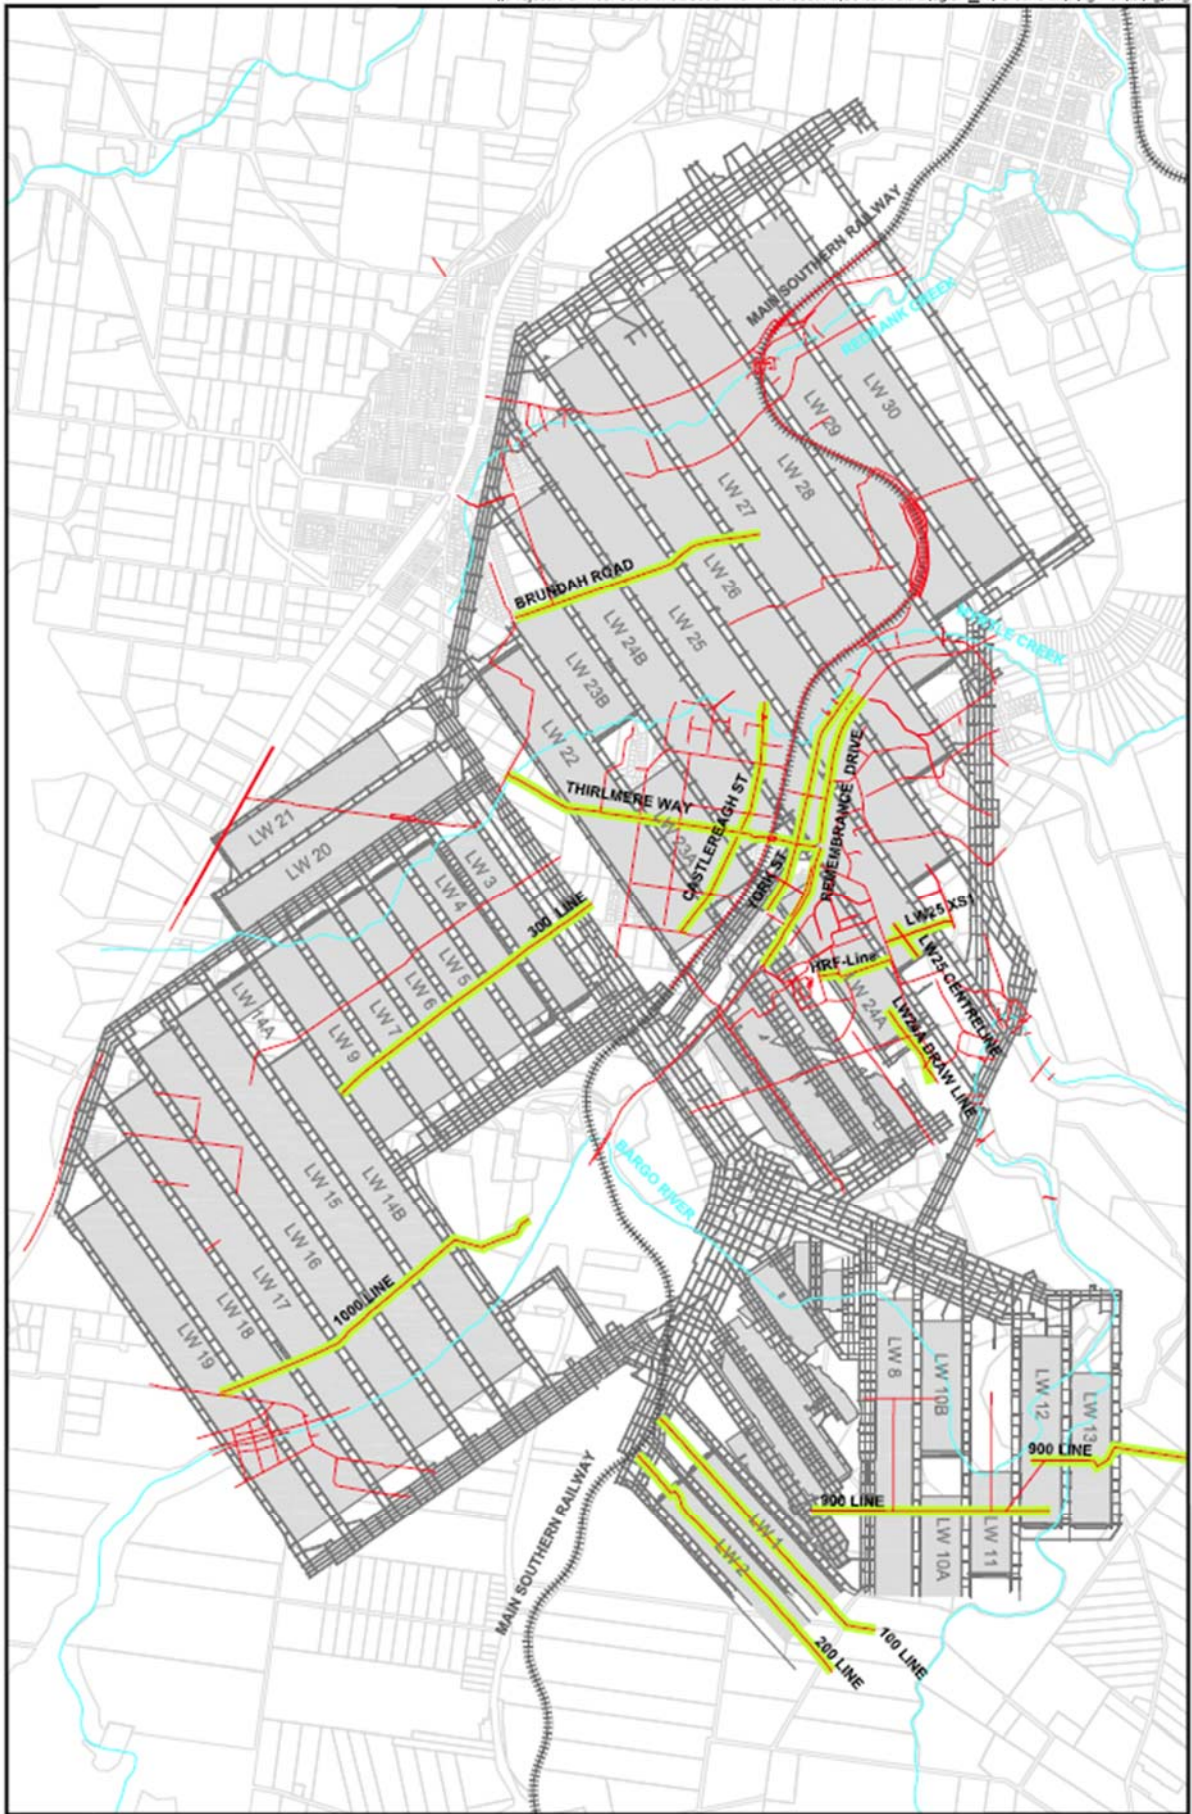 MAIN SOUTHERN RAILWAY
REDBANK CREEK
LW 30
LW 29
LW 28
LW 27
BRUNDAH ROAD
LW 26
LW 25
LW 24B
LW 23B
LW 22
CREEK
THIRLMERE WAY
CASTLEREAGH ST
LW 23A
YORK ST
REMEMBRANCE DRIVE
LW 21
LW 20
LW 3
LW 4
300 LINE
LW 5
LW 6
LW 7
LW 9
LW 14A
LW25 XS1
HRF-Line
LW25 CENTRELINE
LW 24A
LW24A DRAW LINE
BARGO RIVER
LW 14B
LW 15
LW 16
LW 17
LW 18
LW 19
1000 LINE
LW 8
LW 10B
LW 12
LW 13
900 LINE
900 LINE
LW 10A
LW 11
LW 1
LW 2
MAIN SOUTHERN RAILWAY
100 LINE
200 LINE